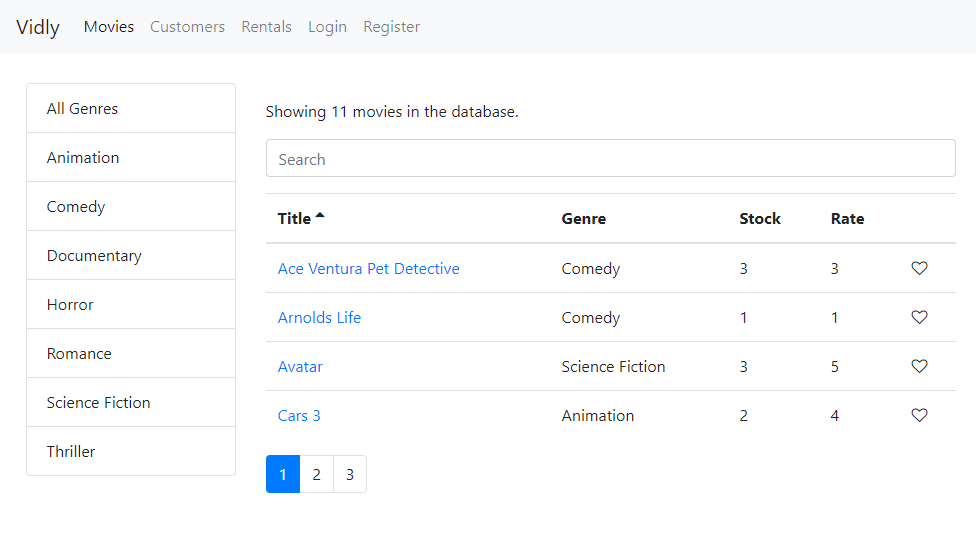 Vidly Movies Customers Rentals Login Register
All Genres
Animation
Comedy
Documentary
Horror
Romance
Science Fiction
Thriller
Showing 11 movies in the database.
Search
Title Genre Stock Rate
Ace Ventura Pet Detective Comedy 3 3
Arnolds Life Comedy 1 1
Avatar Science Fiction 3 5
Cars 3 Animation 2 4
1 2 3